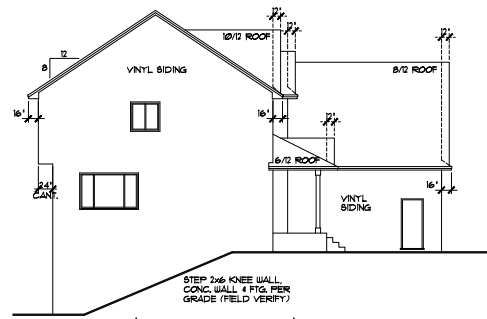 12"
12"
10/12 ROOF
12"
12
8
VINYL SIDING
8/12 ROOF
16"
16"
12"
6/12 ROOF
24"
CANT.
16"
VINYL
SIDING
STEP 2x6 KNEE WALL,
CONC. WALL & FTG. PER
GRADE (FIELD VERIFY)